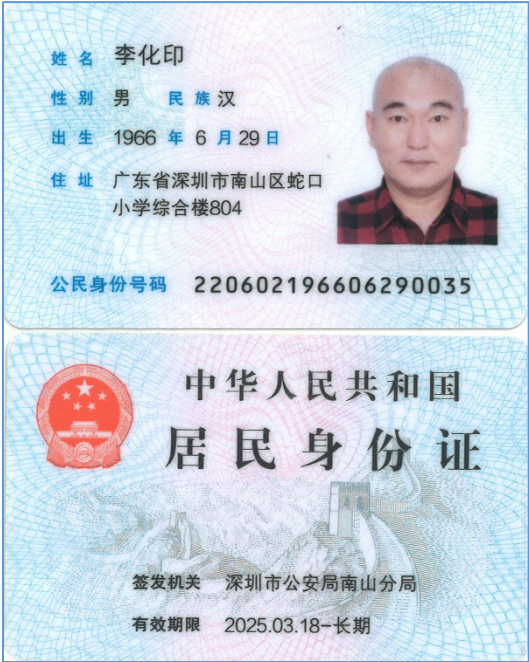 姓名 李化印
性别 男 民族 汉
出生 1966 年 6 月 29 日
住址 广东省深圳市南山区蛇口
小学综合楼804
公民身份号码 220602196606290035
中华人民共和国
居民身份证
签发机关 深圳市公安局南山分局
有效期限 2025.03.18-长期